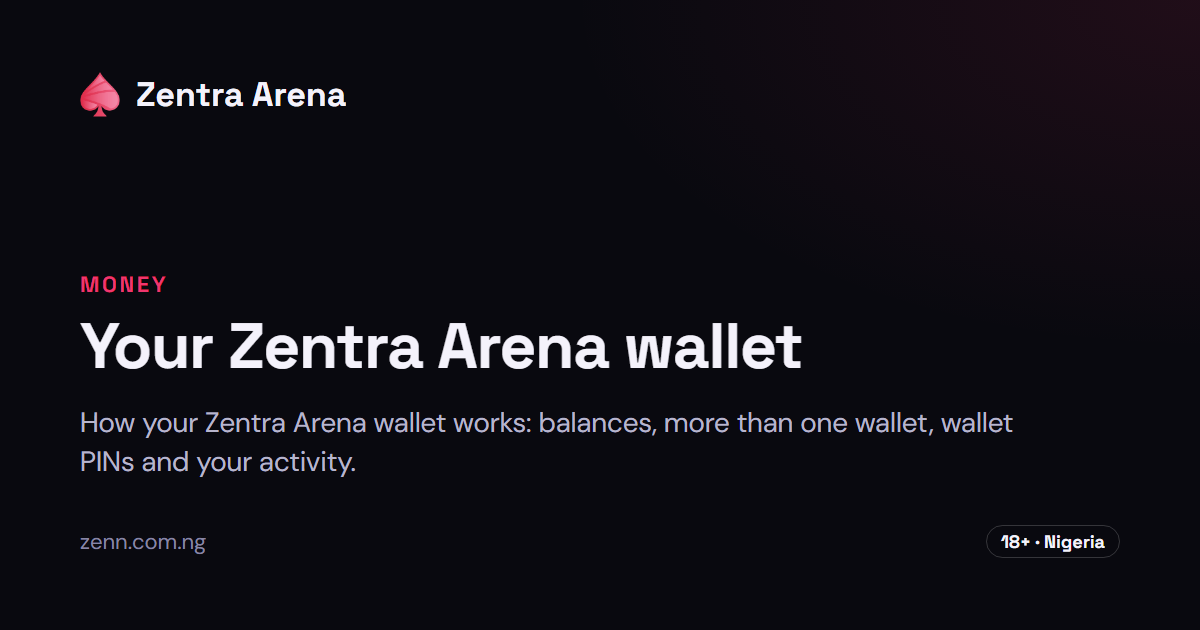 Zentra Arena
MONEY
Your Zentra Arena wallet
How your Zentra Arena wallet works: balances, more than one wallet, wallet
PINs and your activity.
zenn.com.ng
18+ · Nigeria